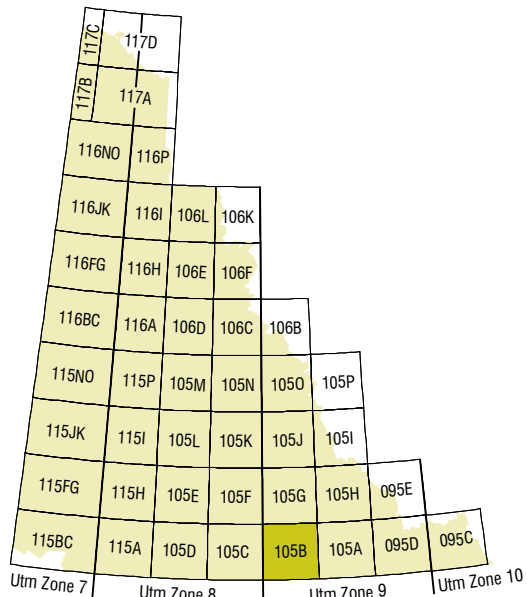 117C 117D
117B 117A
116NO 116P
116JK 116I 106L 106K
116FG 116H 106E 106F
116BC 116A 106D 106C 106B
115NO 115P 105M 105N 105O 105P
115JK 115I 105L 105K 105J 105I
115FG 115H 105E 105F 105G 105H 095E
115BC 115A 105D 105C 105B 105A 095D 095C
Utm Zone 7 Utm Zone 8 Utm Zone 9 Utm Zone 10